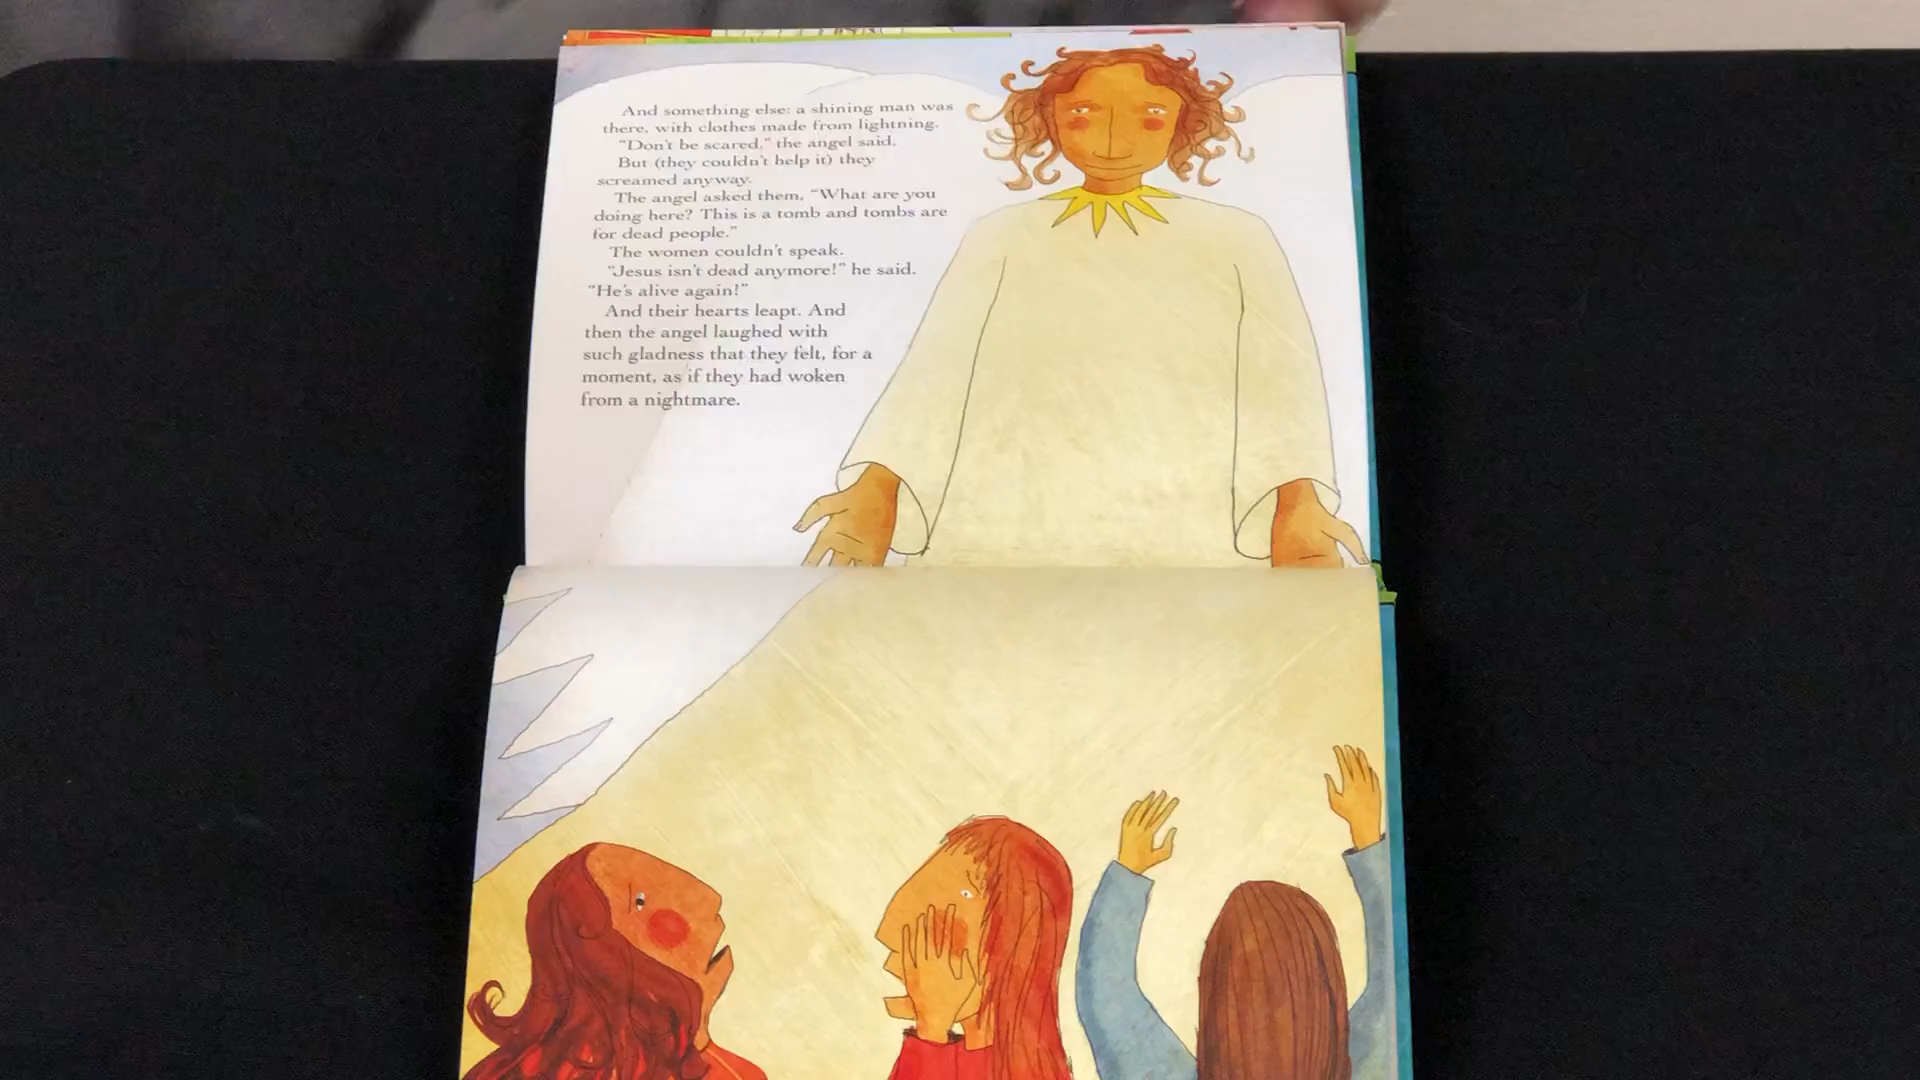 And something else: a shining man was
there, with clothes made from lightning.
"Don't be scared," the angel said.
But (they couldn't help it) they
screamed anyway.
The angel asked them, "What are you
doing here? This is a tomb and tombs are
for dead people."
The women couldn't speak.
"Jesus isn't dead anymore!" he said.
"He's alive again!"
And their hearts leapt. And
then the angel laughed with
such gladness that they felt, for a
moment, as if they had woken
from a nightmare.